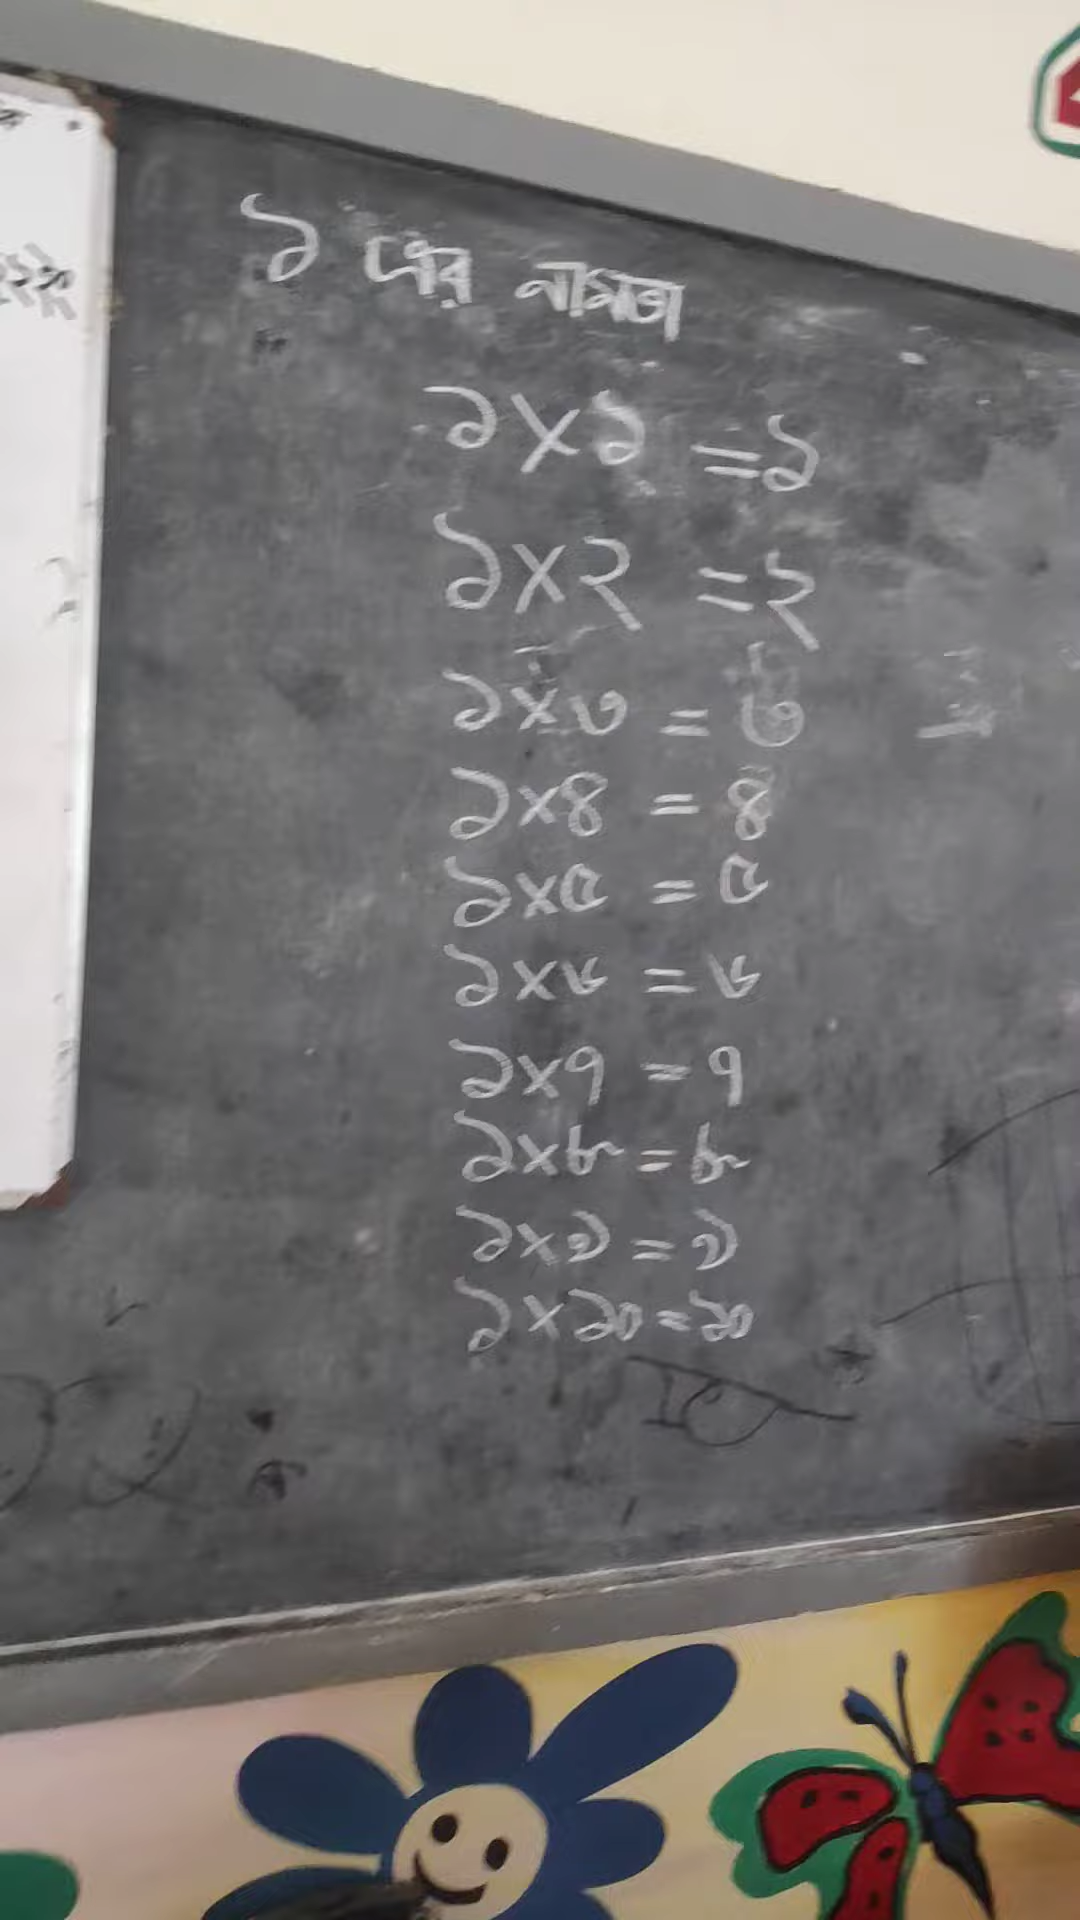 ১ এর নামতা
১×১ =১
১×২ =২
১×৩ = ৩
১×৪ = ৪
১×৫ = ৫
১×৬ = ৬
১×৭ = ৭
১×৮ = ৮
১×৯ = ৯
১×১০=১০